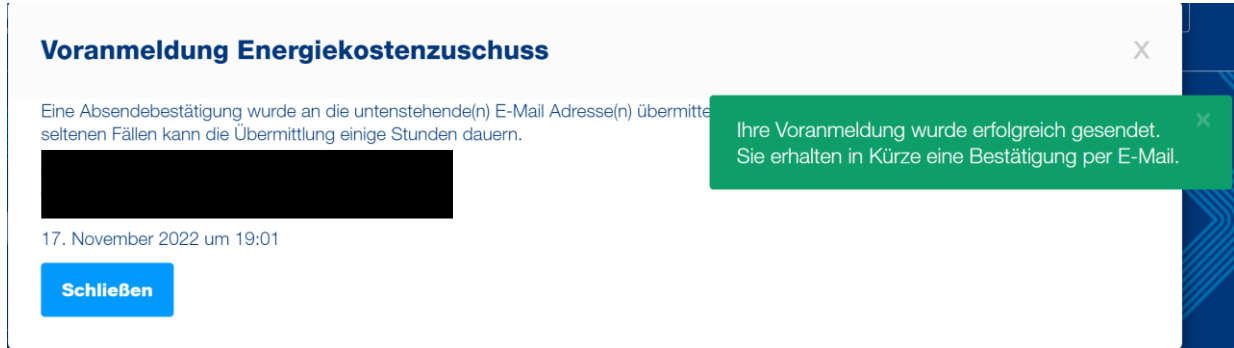 Voranmeldung Energiekostenzuschuss
X
Eine Absendebestätigung wurde an die untenstehende(n) E-Mail Adresse(n) übermitte
seltenen Fällen kann die Übermittlung einige Stunden dauern.
Ihre Voranmeldung wurde erfolgreich gesendet.
Sie erhalten in Kürze eine Bestätigung per E-Mail.
17. November 2022 um 19:01
Schließen